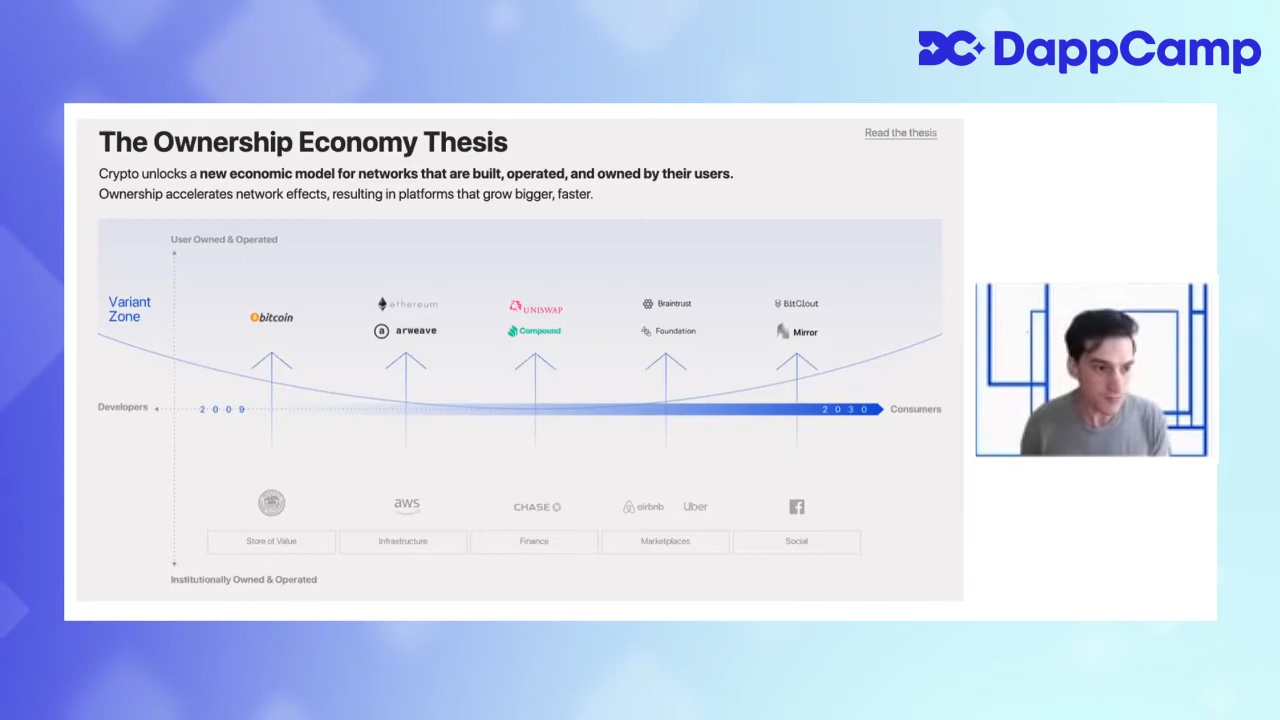 DappCamp
The Ownership Economy Thesis
Read the thesis
Crypto unlocks a new economic model for networks that are built, operated, and owned by their users.
Ownership accelerates network effects, resulting in platforms that grow bigger, faster.
User Owned & Operated
Variant
Zone
bitcoin
ethereum
arweave
UNISWAP
Compound
Braintrust
Foundation
BitClout
Mirror
Developers
2009
2030
Consumers
aws
CHASE
airbnb
Uber
Store of Value
Infrastructure
Finance
Marketplaces
Social
Institutionally Owned & Operated